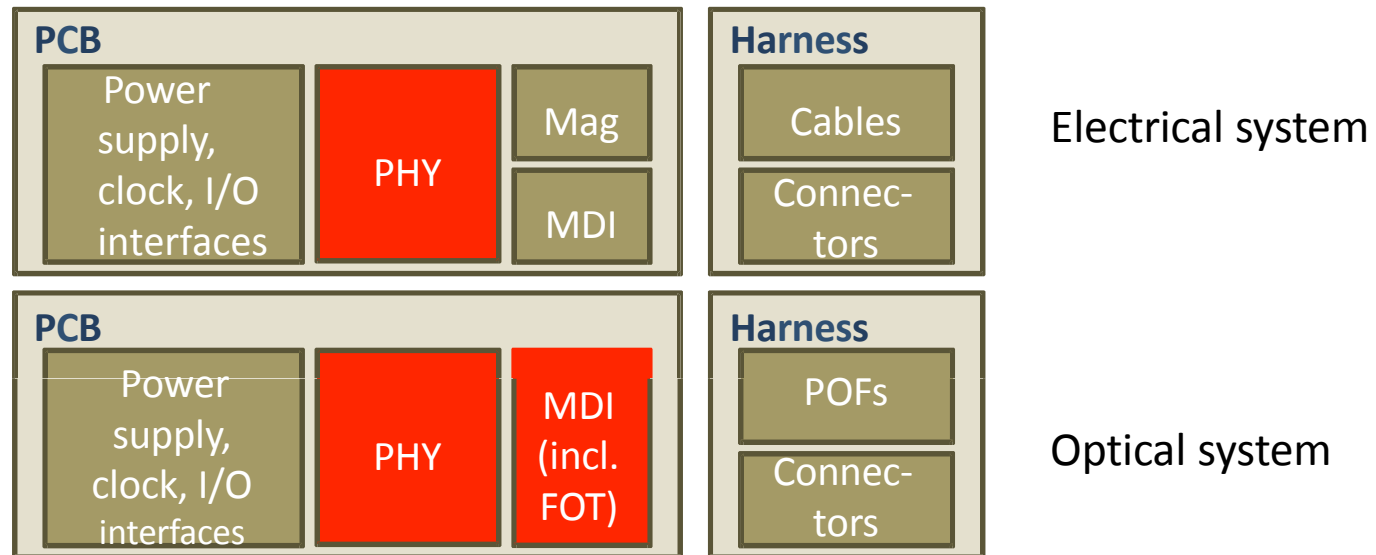 PCB
Power
supply,
clock, I/O
interfaces
PHY
Mag
MDI
Harness
Cables
Connec-
tors
Electrical system
PCB
Power
supply,
clock, I/O
interfaces
PHY
MDI
(incl.
FOT)
Harness
POFs
Connec-
tors
Optical system